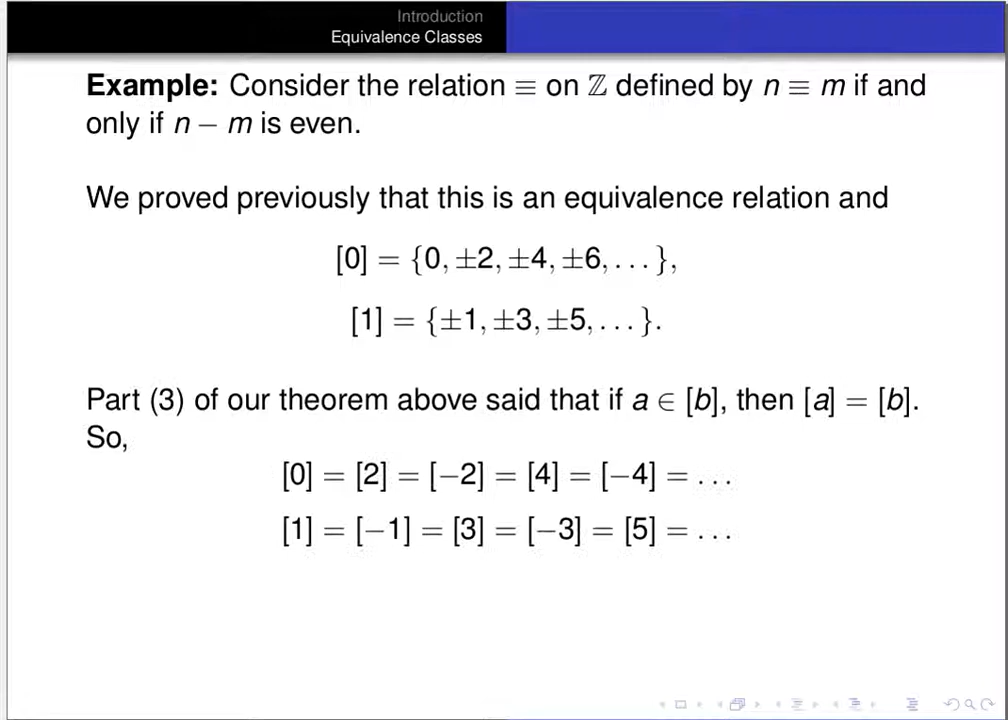 Introduction
Equivalence Classes
Example: Consider the relation ≡ on ℤ defined by n ≡ m if and
only if n − m is even.
We proved previously that this is an equivalence relation and
[0] = {0, ±2, ±4, ±6, . . . },
[1] = {±1, ±3, ±5, . . . }.
Part (3) of our theorem above said that if a ∈ [b], then [a] = [b].
So,
[0] = [2] = [−2] = [4] = [−4] = . . .
[1] = [−1] = [3] = [−3] = [5] = . . .